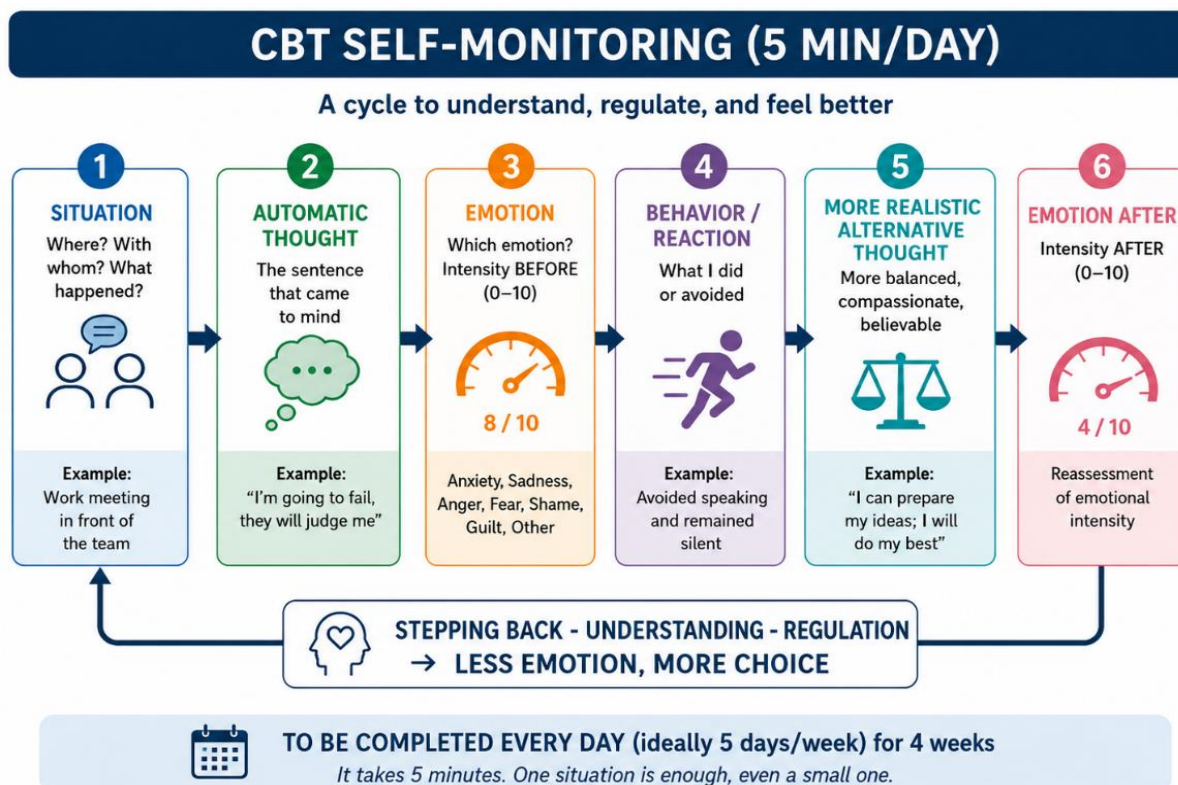 CBT SELF-MONITORING (5 MIN/DAY)
A cycle to understand, regulate, and feel better
1
SITUATION
Where? With
whom? What
happened?
Example:
Work meeting
in front of
the team
2
AUTOMATIC
THOUGHT
The sentence
that came
to mind
Example:
“I’m going to fail,
they will judge me”
3
EMOTION
Which emotion?
Intensity BEFORE
(0–10)
8 / 10
Anxiety, Sadness,
Anger, Fear, Shame,
Guilt, Other
4
BEHAVIOR /
REACTION
What I did
or avoided
Example:
Avoided speaking
and remained
silent
5
MORE REALISTIC
ALTERNATIVE
THOUGHT
More balanced,
compassionate,
believable
Example:
“I can prepare
my ideas; I will
do my best”
6
EMOTION AFTER
Intensity AFTER
(0–10)
4 / 10
Reassessment
of emotional
intensity
STEPPING BACK - UNDERSTANDING - REGULATION
→ LESS EMOTION, MORE CHOICE
TO BE COMPLETED EVERY DAY (ideally 5 days/week) for 4 weeks
It takes 5 minutes. One situation is enough, even a small one.